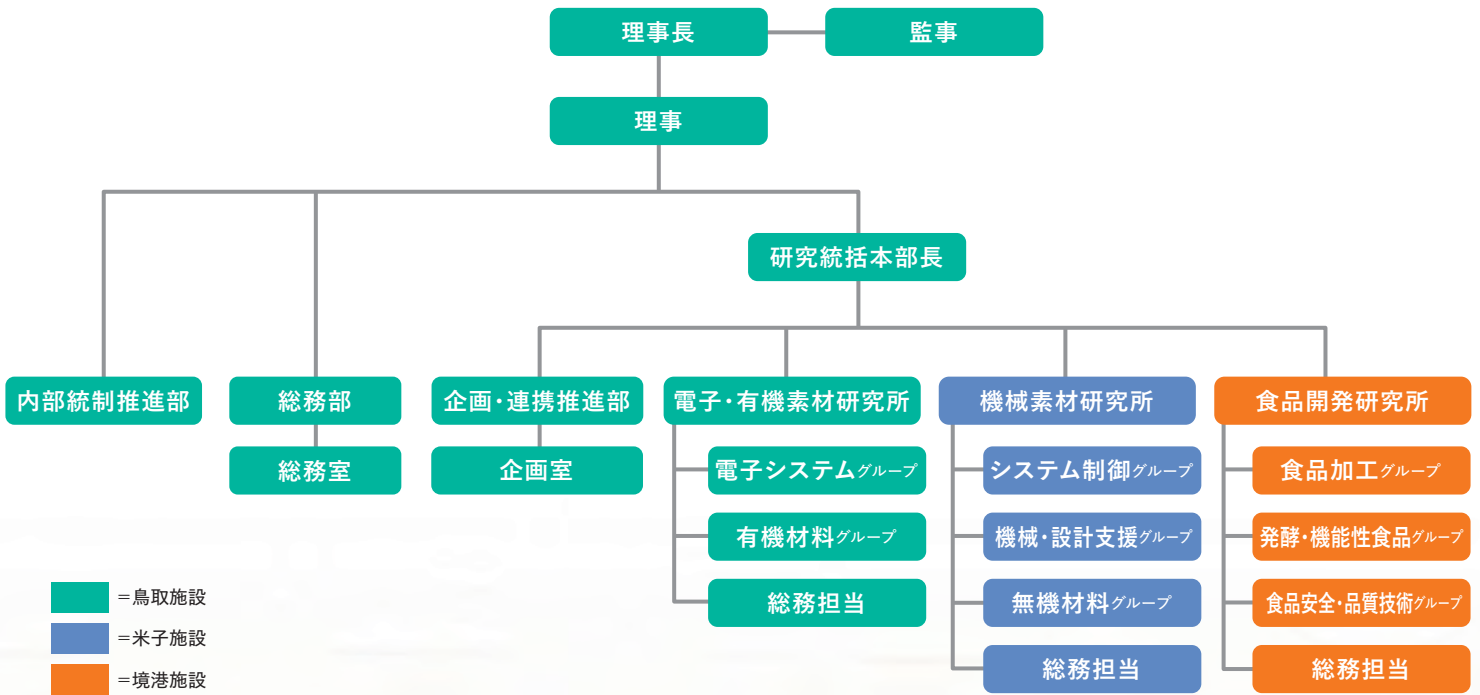 理事長
監事
理事
研究統括本部長
内部統制推進部
総務部
企画・連携推進部
電子・有機素材研究所
機械素材研究所
食品開発研究所
総務室
企画室
電子システムグループ
システム制御グループ
食品加工グループ
有機材料グループ
機械・設計支援グループ
発酵・機能性食品グループ
総務担当
無機材料グループ
食品安全・品質技術グループ
総務担当
総務担当
=鳥取施設
=米子施設
=境港施設